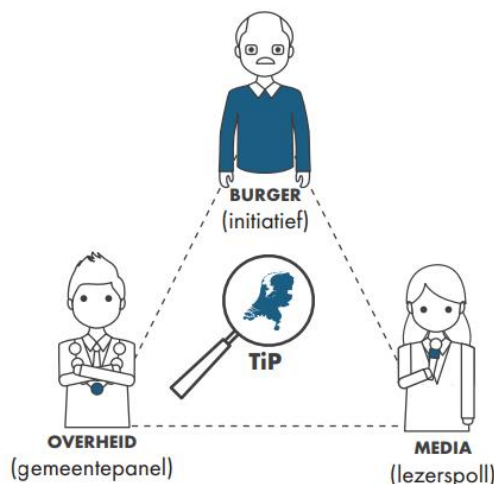 BURGER
(initiatief)
TiP
OVERHEID
(gemeentepanel)
MEDIA
(lezerspoll)